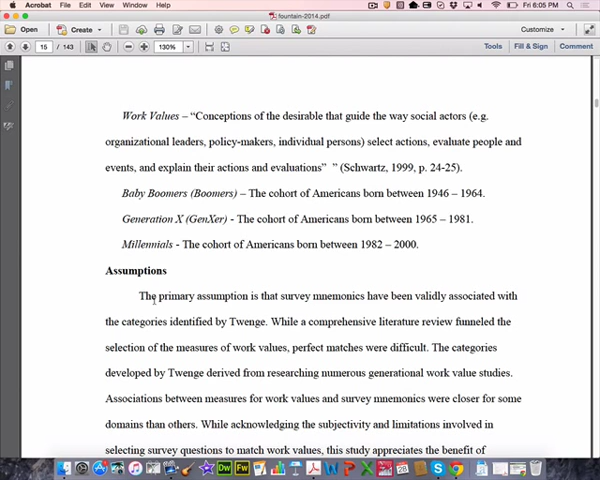 Acrobat File Edit View Window Help Fri 6:05 PM
fountain-2014.pdf
Open Create Customize
15 / 143 130% Tools Fill & Sign Comment
Work Values – “Conceptions of the desirable that guide the way social actors (e.g.
organizational leaders, policy-makers, individual persons) select actions, evaluate people and
events, and explain their actions and evaluations” ” (Schwartz, 1999, p. 24-25).
Baby Boomers (Boomers) – The cohort of Americans born between 1946 – 1964.
Generation X (GenXer) - The cohort of Americans born between 1965 – 1981.
Millennials - The cohort of Americans born between 1982 – 2000.
Assumptions
The primary assumption is that survey mnemonics have been validly associated with
the categories identified by Twenge. While a comprehensive literature review funneled the
selection of the measures of work values, perfect matches were difficult. The categories
developed by Twenge derived from researching numerous generational work value studies.
Associations between measures for work values and survey mnemonics were closer for some
domains than others. While acknowledging the subjectivity and limitations involved in
selecting survey questions to match work values, this study appreciates the benefit of
Dw Fw W P X 28 S